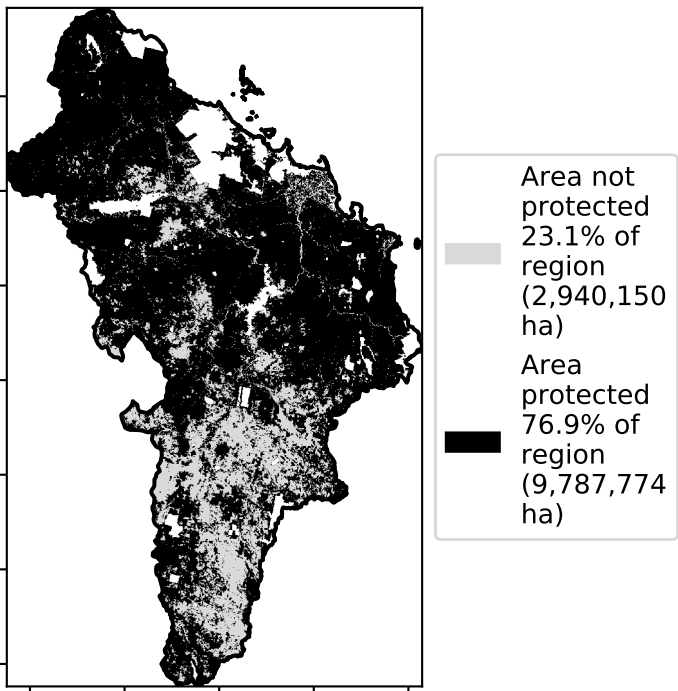 Area not
protected
23.1% of
region
(2,940,150
ha)
Area
protected
76.9% of
region
(9,787,774
ha)